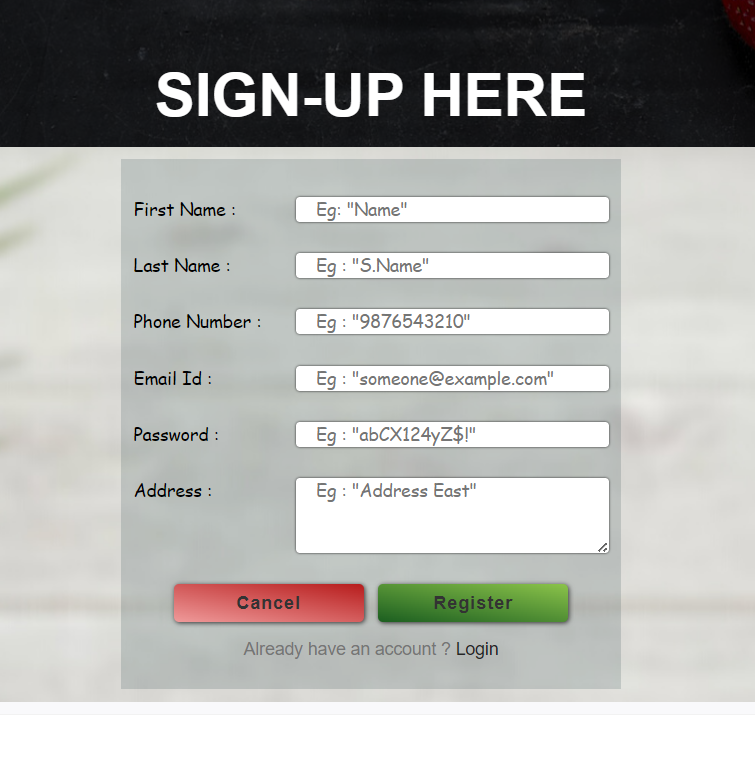 SIGN-UP HERE
First Name : Eg: "Name"
Last Name : Eg : "S.Name"
Phone Number : Eg : "9876543210"
Email Id : Eg : "someone@example.com"
Password : Eg : "abCX124yZ$!"
Address : Eg : "Address East"
Cancel Register
Already have an account ? Login